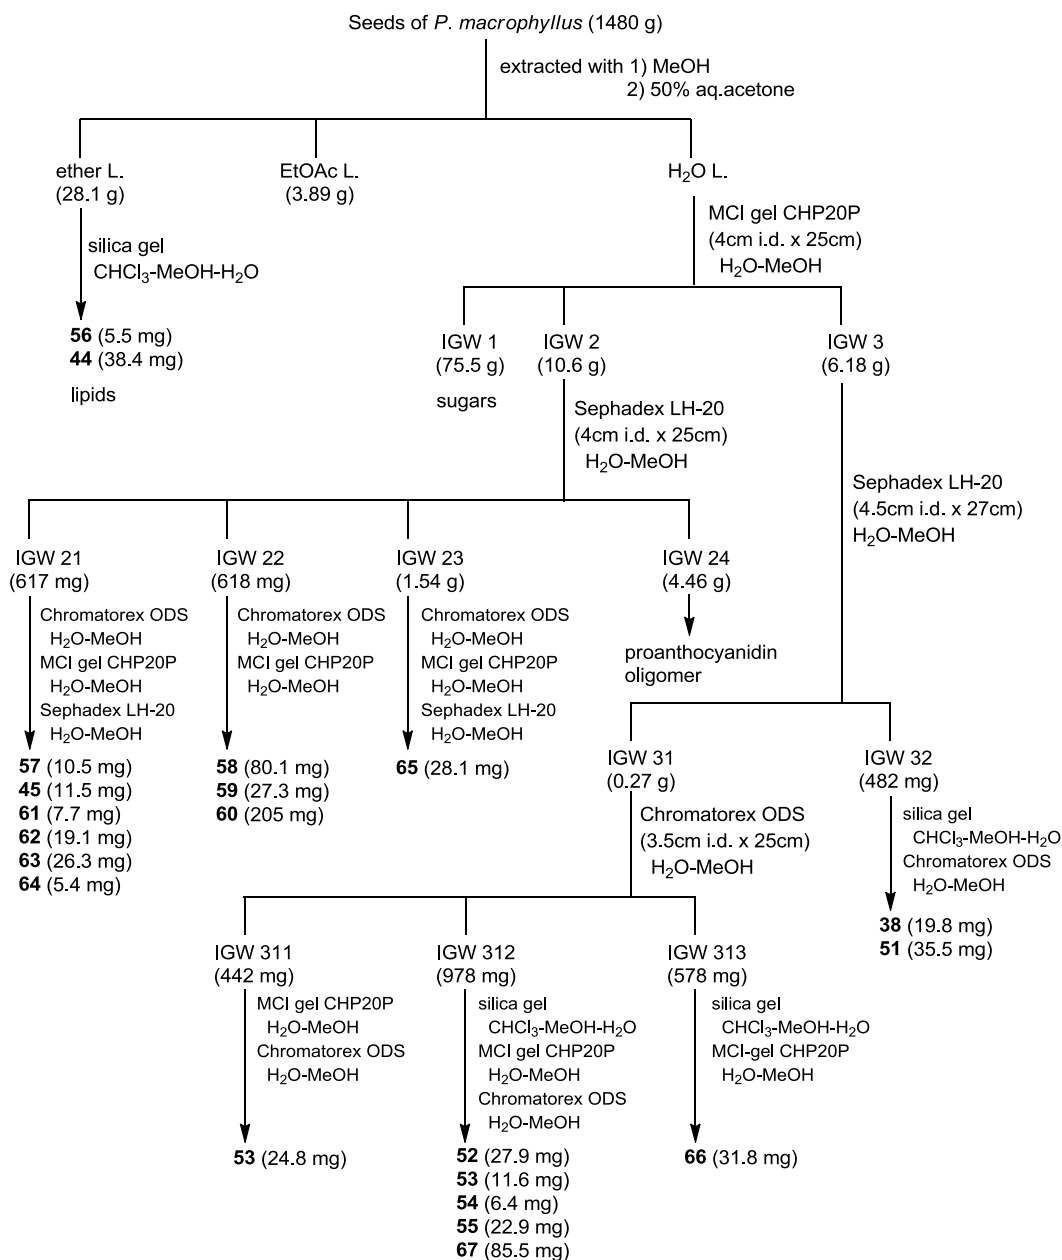 Seeds of P. macrophyllus (1480 g)
extracted with 1) MeOH
2) 50% aq.acetone
ether L.
(28.1 g)
EtOAc L.
(3.89 g)
H₂O L.
silica gel
CHCl₃-MeOH-H₂O
MCI gel CHP20P
(4cm i.d. x 25cm)
H₂O-MeOH
56 (5.5 mg)
44 (38.4 mg)
lipids
IGW 1
(75.5 g)
sugars
IGW 2
(10.6 g)
IGW 3
(6.18 g)
Sephadex LH-20
(4cm i.d. x 25cm)
H₂O-MeOH
Sephadex LH-20
(4.5cm i.d. x 27cm)
H₂O-MeOH
IGW 21
(617 mg)
IGW 22
(618 mg)
IGW 23
(1.54 g)
IGW 24
(4.46 g)
Chromatorex ODS
H₂O-MeOH
MCI gel CHP20P
H₂O-MeOH
Sephadex LH-20
H₂O-MeOH
Chromatorex ODS
H₂O-MeOH
MCI gel CHP20P
H₂O-MeOH
Chromatorex ODS
H₂O-MeOH
MCI gel CHP20P
H₂O-MeOH
Sephadex LH-20
H₂O-MeOH
proanthocyanidin
oligomer
57 (10.5 mg)
45 (11.5 mg)
61 (7.7 mg)
62 (19.1 mg)
63 (26.3 mg)
64 (5.4 mg)
58 (80.1 mg)
59 (27.3 mg)
60 (205 mg)
65 (28.1 mg)
IGW 31
(0.27 g)
IGW 32
(482 mg)
Chromatorex ODS
(3.5cm i.d. x 25cm)
H₂O-MeOH
silica gel
CHCl₃-MeOH-H₂O
Chromatorex ODS
H₂O-MeOH
38 (19.8 mg)
51 (35.5 mg)
IGW 311
(442 mg)
IGW 312
(978 mg)
IGW 313
(578 mg)
MCI gel CHP20P
H₂O-MeOH
Chromatorex ODS
H₂O-MeOH
silica gel
CHCl₃-MeOH-H₂O
MCI gel CHP20P
H₂O-MeOH
Chromatorex ODS
H₂O-MeOH
silica gel
CHCl₃-MeOH-H₂O
MCI-gel CHP20P
H₂O-MeOH
53 (24.8 mg)
52 (27.9 mg)
53 (11.6 mg)
54 (6.4 mg)
55 (22.9 mg)
67 (85.5 mg)
66 (31.8 mg)